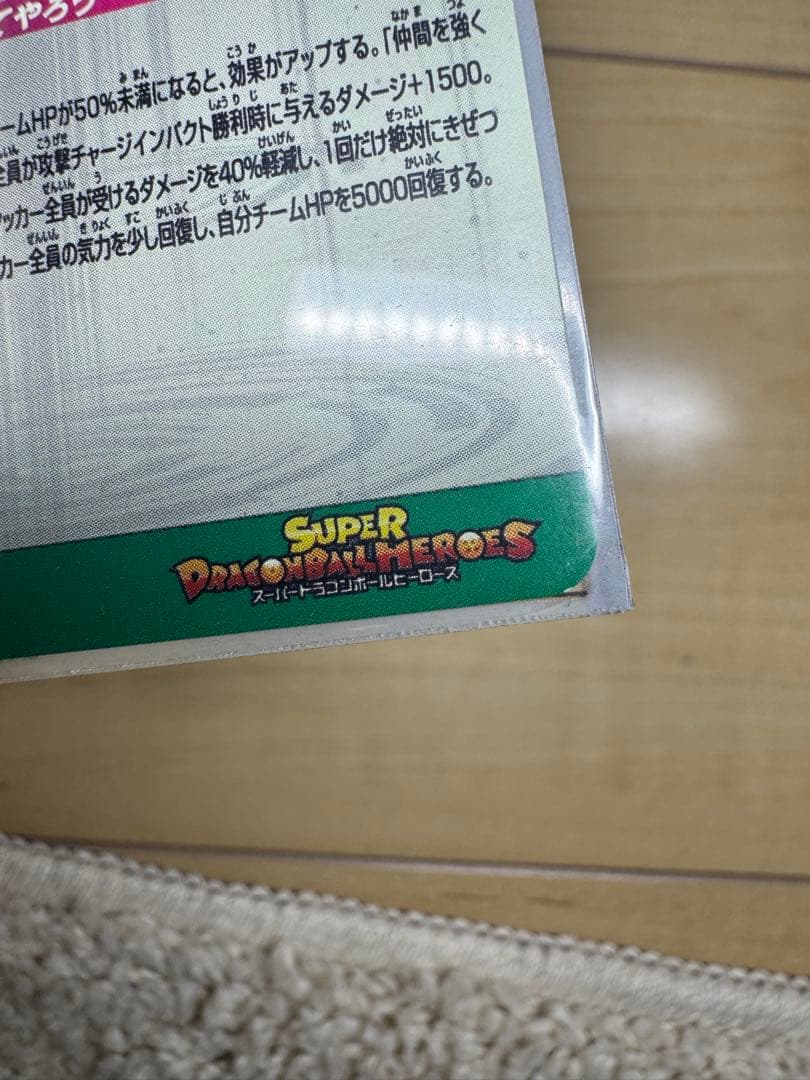 てやろう
ームHPが50%未満になると、効果がアップする。「仲間を強く
全員が攻撃チャージインパクト勝利時に与えるダメージ+1500。
ッカー全員が受けるダメージを40%軽減し、1回だけ絶対にきぜつ
カー全員の気力を少し回復し、自分チームHPを5000回復する。
SUPER
DRAGONBALL HEROES
スーパードラゴンボールヒーローズ